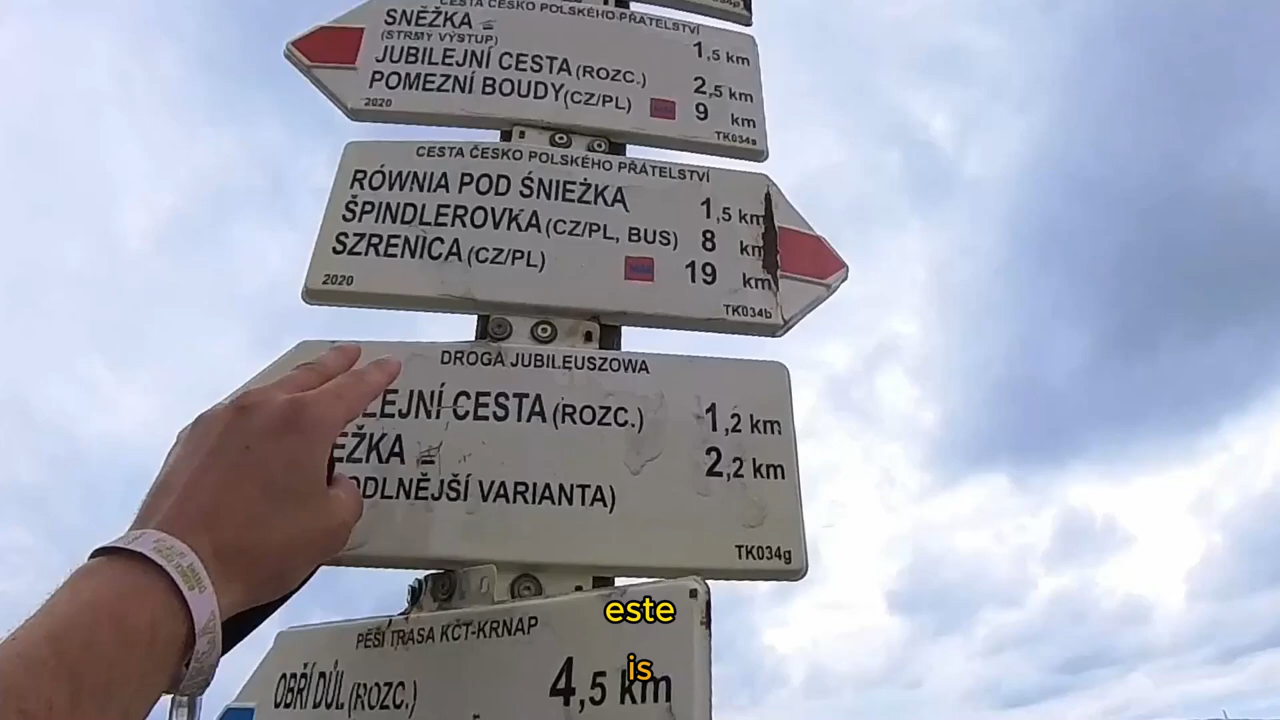 CESTA ČESKO POLSKÉHO PŘÁTELSTVÍ
SNĚŽKA
(STRMÝ VÝSTUP) 1,5 km
JUBILEJNÍ CESTA (ROZC.) 2,5 km
POMEZNÍ BOUDY (CZ/PL) 9 km
2020 TK034a
CESTA ČESKO POLSKÉHO PŘÁTELSTVÍ
RÓWNIA POD ŚNIEŻKA 1,5 km
ŠPINDLEROVKA (CZ/PL, BUS) 8 km
SZRENICA (CZ/PL) 19 km
2020 TK034b
DROGA JUBILEUSZOWA
LEJNÍ CESTA (ROZC.) 1,2 km
EŽKA 2,2 km
ODLNĚJŠÍ VARIANTA)
TK034g
PĚŠÍ TRASA KČT-KRNAP
OBŘÍ DŮL (ROZC.) 4,5 km
este
is